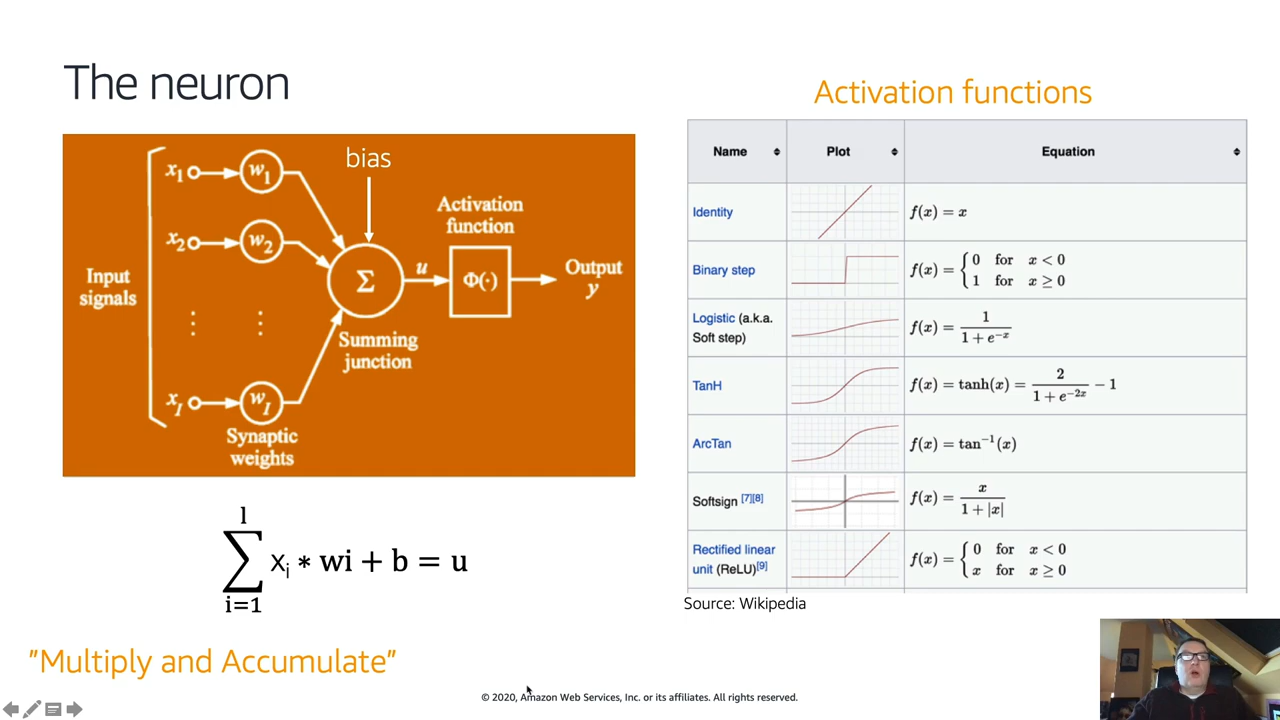 The neuron
bias
x1 w1
x2 w2
xI wI
Input
signals
Synaptic
weights
Σ
Summing
junction
u
Activation
function
Φ(·)
Output
y
l
∑ xi ∗ wi + b = u
i=1
"Multiply and Accumulate"
Activation functions
Name Plot Equation
Identity f(x) = x
Binary step f(x) = { 0 for x < 0
1 for x ≥ 0
Logistic (a.k.a.
Soft step) f(x) = 1 / (1 + e^−x)
TanH f(x) = tanh(x) = 2 / (1 + e^−2x) − 1
ArcTan f(x) = tan^−1(x)
Softsign [7][8] f(x) = x / (1 + |x|)
Rectified linear
unit (ReLU)[9] f(x) = { 0 for x < 0
x for x ≥ 0
Source: Wikipedia
© 2020, Amazon Web Services, Inc. or its affiliates. All rights reserved.